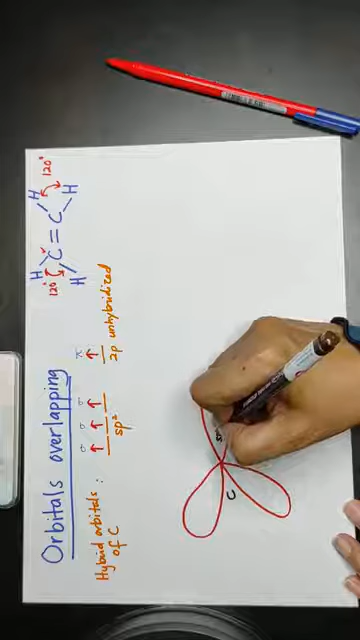 Orbitals overlapping
H H
120° C = C 120°
H H
σ σ σ π
Hybrid orbitals : ↑ ↑ ↑ ↑
of C sp² 2p unhybridized
C